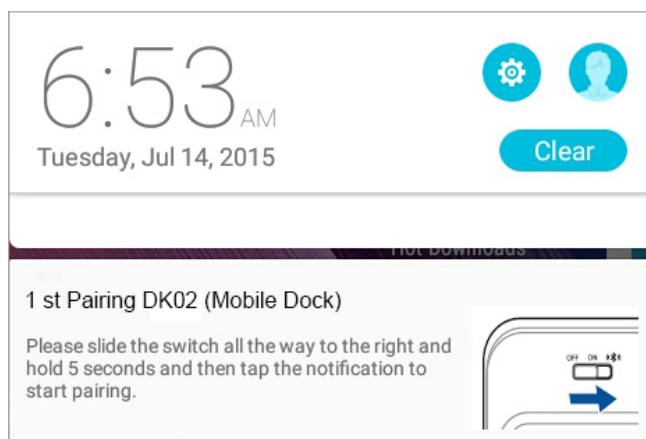 6:53 AM
Tuesday, Jul 14, 2015
Clear
Hot Downloads
1 st Pairing DK02 (Mobile Dock)
Please slide the switch all the way to the right and
hold 5 seconds and then tap the notification to
start pairing.
OFF ON